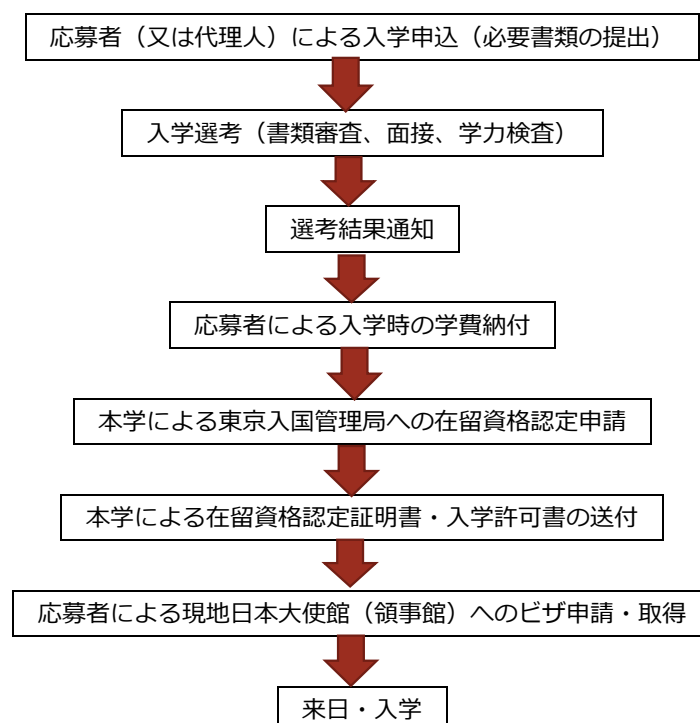 応募者（又は代理人）による入学申込（必要書類の提出）
入学選考（書類審査、面接、学力検査）
選考結果通知
応募者による入学時の学費納付
本学による東京入国管理局への在留資格認定申請
本学による在留資格認定証明書・入学許可書の送付
応募者による現地日本大使館（領事館）へのビザ申請・取得
来日・入学